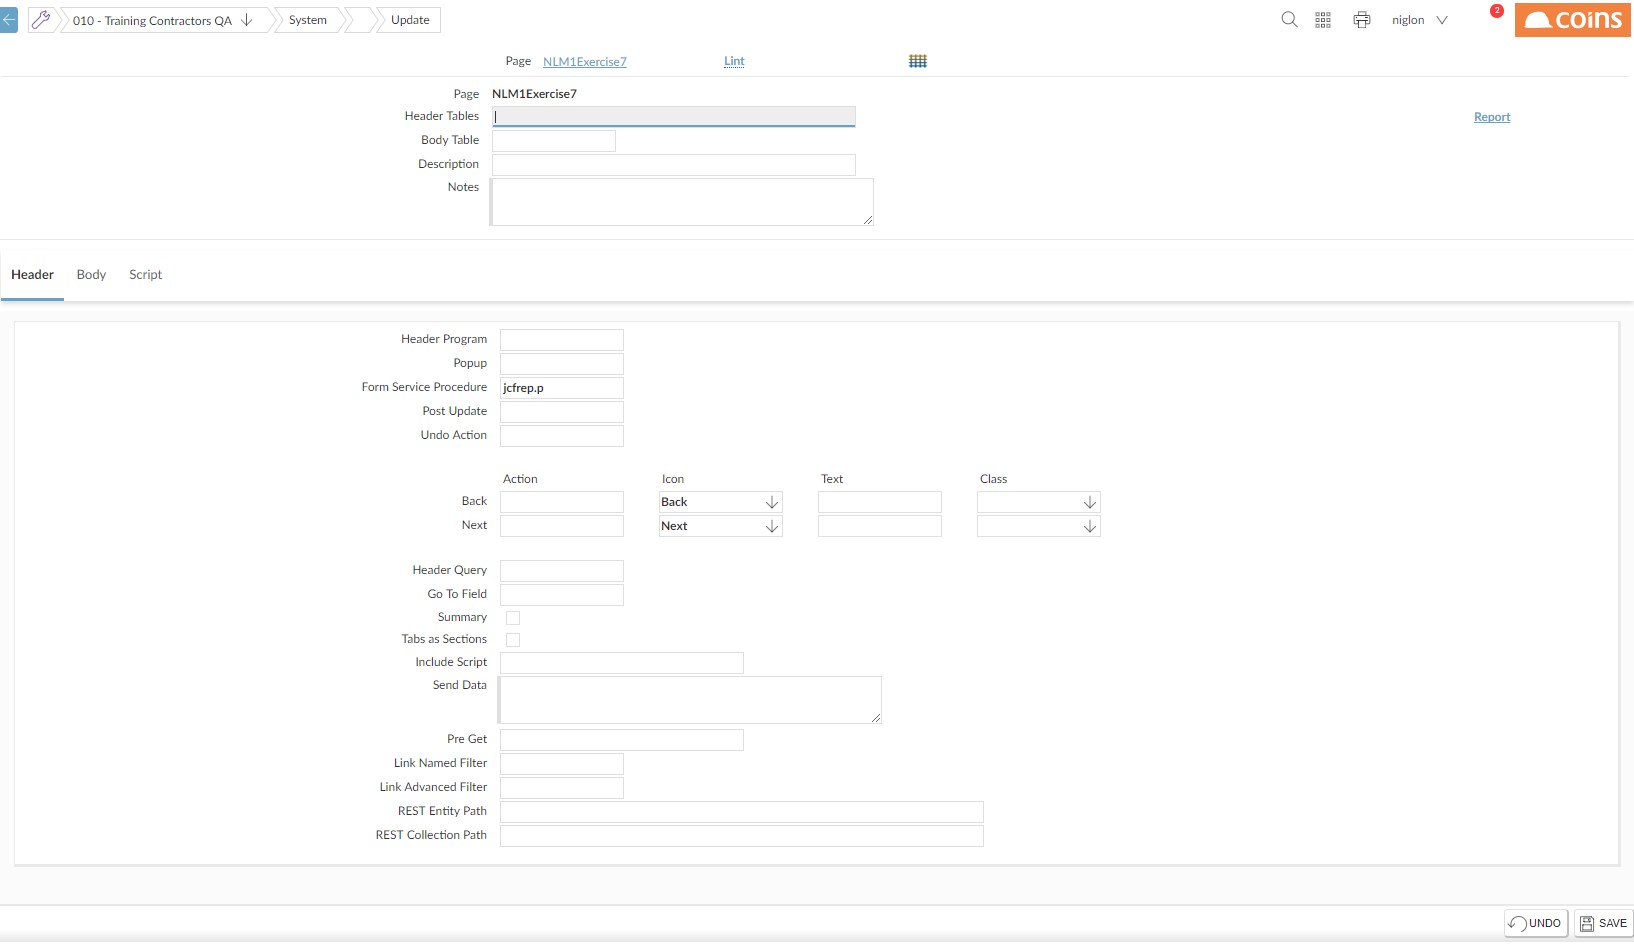 010 - Training Contractors QA System Update niglon 2 coins
Page NLM1Exercise7 Lint
Page NLM1Exercise7
Header Tables Report
Body Table
Description
Notes
Header Body Script
Header Program
Popup
Form Service Procedure jcfrep.p
Post Update
Undo Action
Action Icon Text Class
Back Back
Next Next
Header Query
Go To Field
Summary
Tabs as Sections
Include Script
Send Data
Pre Get
Link Named Filter
Link Advanced Filter
REST Entity Path
REST Collection Path
UNDO SAVE